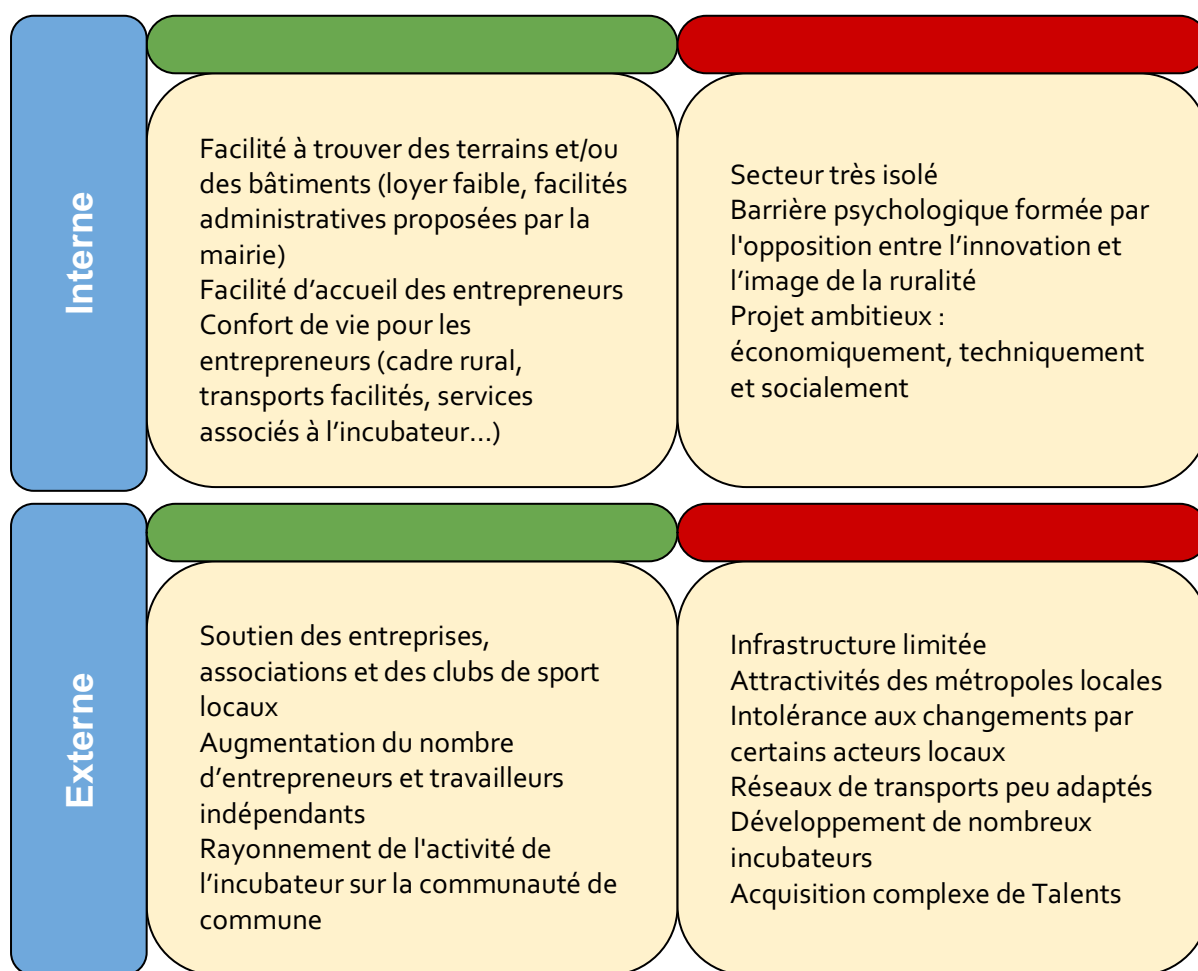 Interne
Facilité à trouver des terrains et/ou
des bâtiments (loyer faible, facilités
administratives proposées par la
mairie)
Facilité d’accueil des entrepreneurs
Confort de vie pour les
entrepreneurs (cadre rural,
transports facilités, services
associés à l’incubateur…)
Secteur très isolé
Barrière psychologique formée par
l'opposition entre l’innovation et
l’image de la ruralité
Projet ambitieux :
économiquement, techniquement
et socialement
Externe
Soutien des entreprises,
associations et des clubs de sport
locaux
Augmentation du nombre
d’entrepreneurs et travailleurs
indépendants
Rayonnement de l'activité de
l’incubateur sur la communauté de
commune
Infrastructure limitée
Attractivités des métropoles locales
Intolérance aux changements par
certains acteurs locaux
Réseaux de transports peu adaptés
Développement de nombreux
incubateurs
Acquisition complexe de Talents